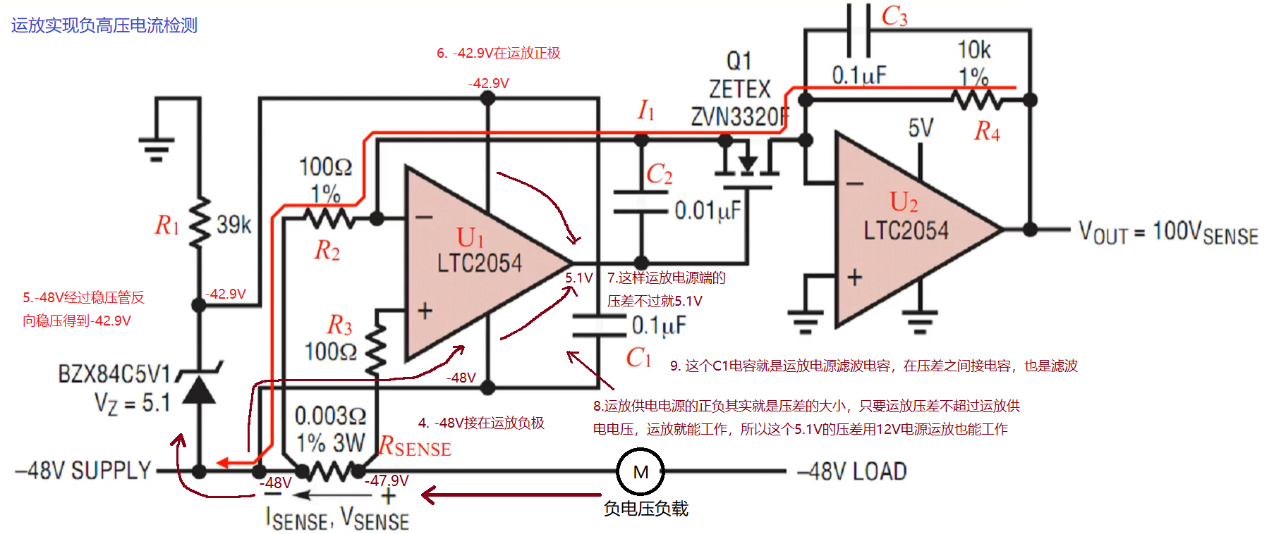 运放实现负高压电流检测
6. -42.9V在运放正极
-42.9V
C3
0.1μF
10k
1%
R4
Q1
ZETEX
ZVN3320F
I1
5V
100Ω
1%
R2
C2
0.01μF
R1
39k
U1
LTC2054
U2
LTC2054
VOUT = 100VSENSE
−
+
−
+
-42.9V
5.-48V经过稳压管反
向稳压得到-42.9V
5.1V
7.这样运放电源端的
压差不过就5.1V
R3
100Ω
0.1μF
C1
9. 这个C1电容就是运放电源滤波电容，在压差之间接电容，也是滤波
BZX84C5V1
VZ = 5.1
-48V
8.运放供电电源的正负其实就是压差的大小，只要运放压差不超过运放供
电电压，运放就能工作，所以这个5.1V的压差用12V电源运放也能工作
4. -48V接在运放负极
0.003Ω
1% 3W
RSENSE
–48V SUPPLY
-48V
-47.9V
M
–48V LOAD
− +
ISENSE, VSENSE
负电压负载